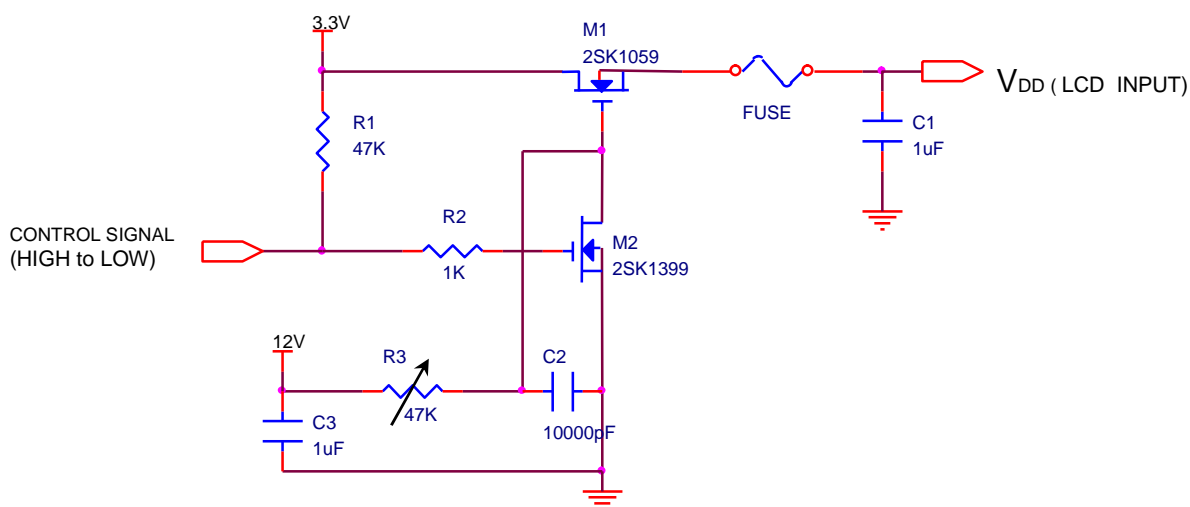 3.3V
M1
2SK1059
FUSE
VDD ( LCD INPUT)
R1
47K
C1
1uF
CONTROL SIGNAL
(HIGH to LOW)
R2
1K
M2
2SK1399
12V
R3
47K
C2
10000pF
C3
1uF